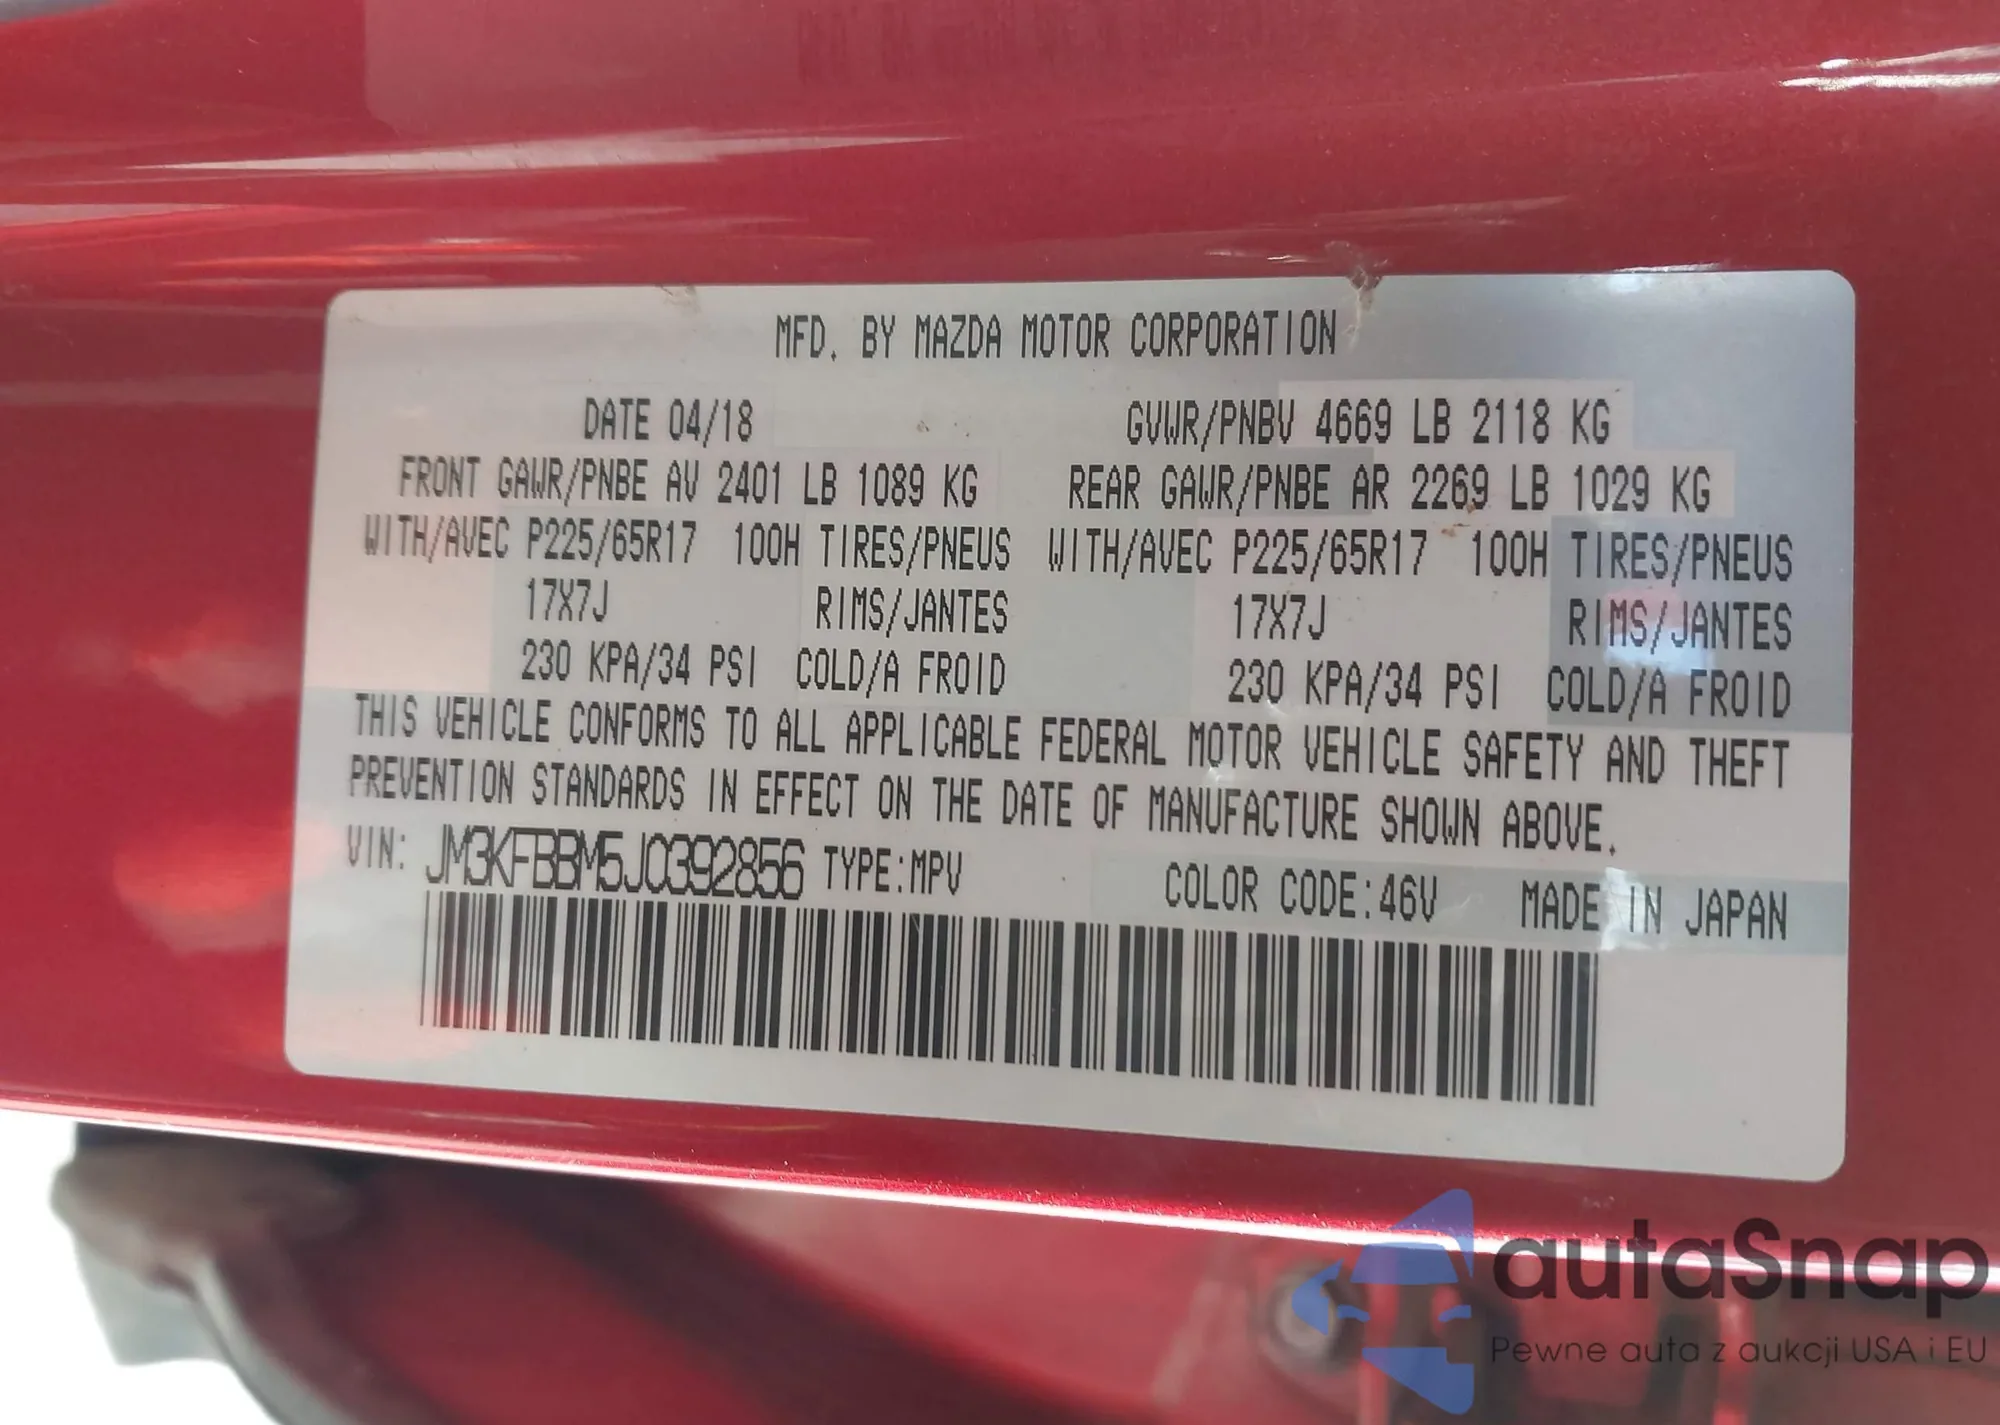 MFD. BY MAZDA MOTOR CORPORATION
DATE 04/18 GVWR/PNBV 4669 LB 2118 KG
FRONT GAWR/PNBE AV 2401 LB 1089 KG REAR GAWR/PNBE AR 2269 LB 1029 KG
WITH/AVEC P225/65R17 100H TIRES/PNEUS WITH/AVEC P225/65R17 100H TIRES/PNEUS
17X7J RIMS/JANTES 17X7J RIMS/JANTES
230 KPA/34 PSI COLD/A FROID 230 KPA/34 PSI COLD/A FROID
THIS VEHICLE CONFORMS TO ALL APPLICABLE FEDERAL MOTOR VEHICLE SAFETY AND THEFT
PREVENTION STANDARDS IN EFFECT ON THE DATE OF MANUFACTURE SHOWN ABOVE.
VIN: JM3KFBBM5J0392856 TYPE:MPV COLOR CODE:46V MADE IN JAPAN
autaSnap
Pewne auta z aukcji USA i EU